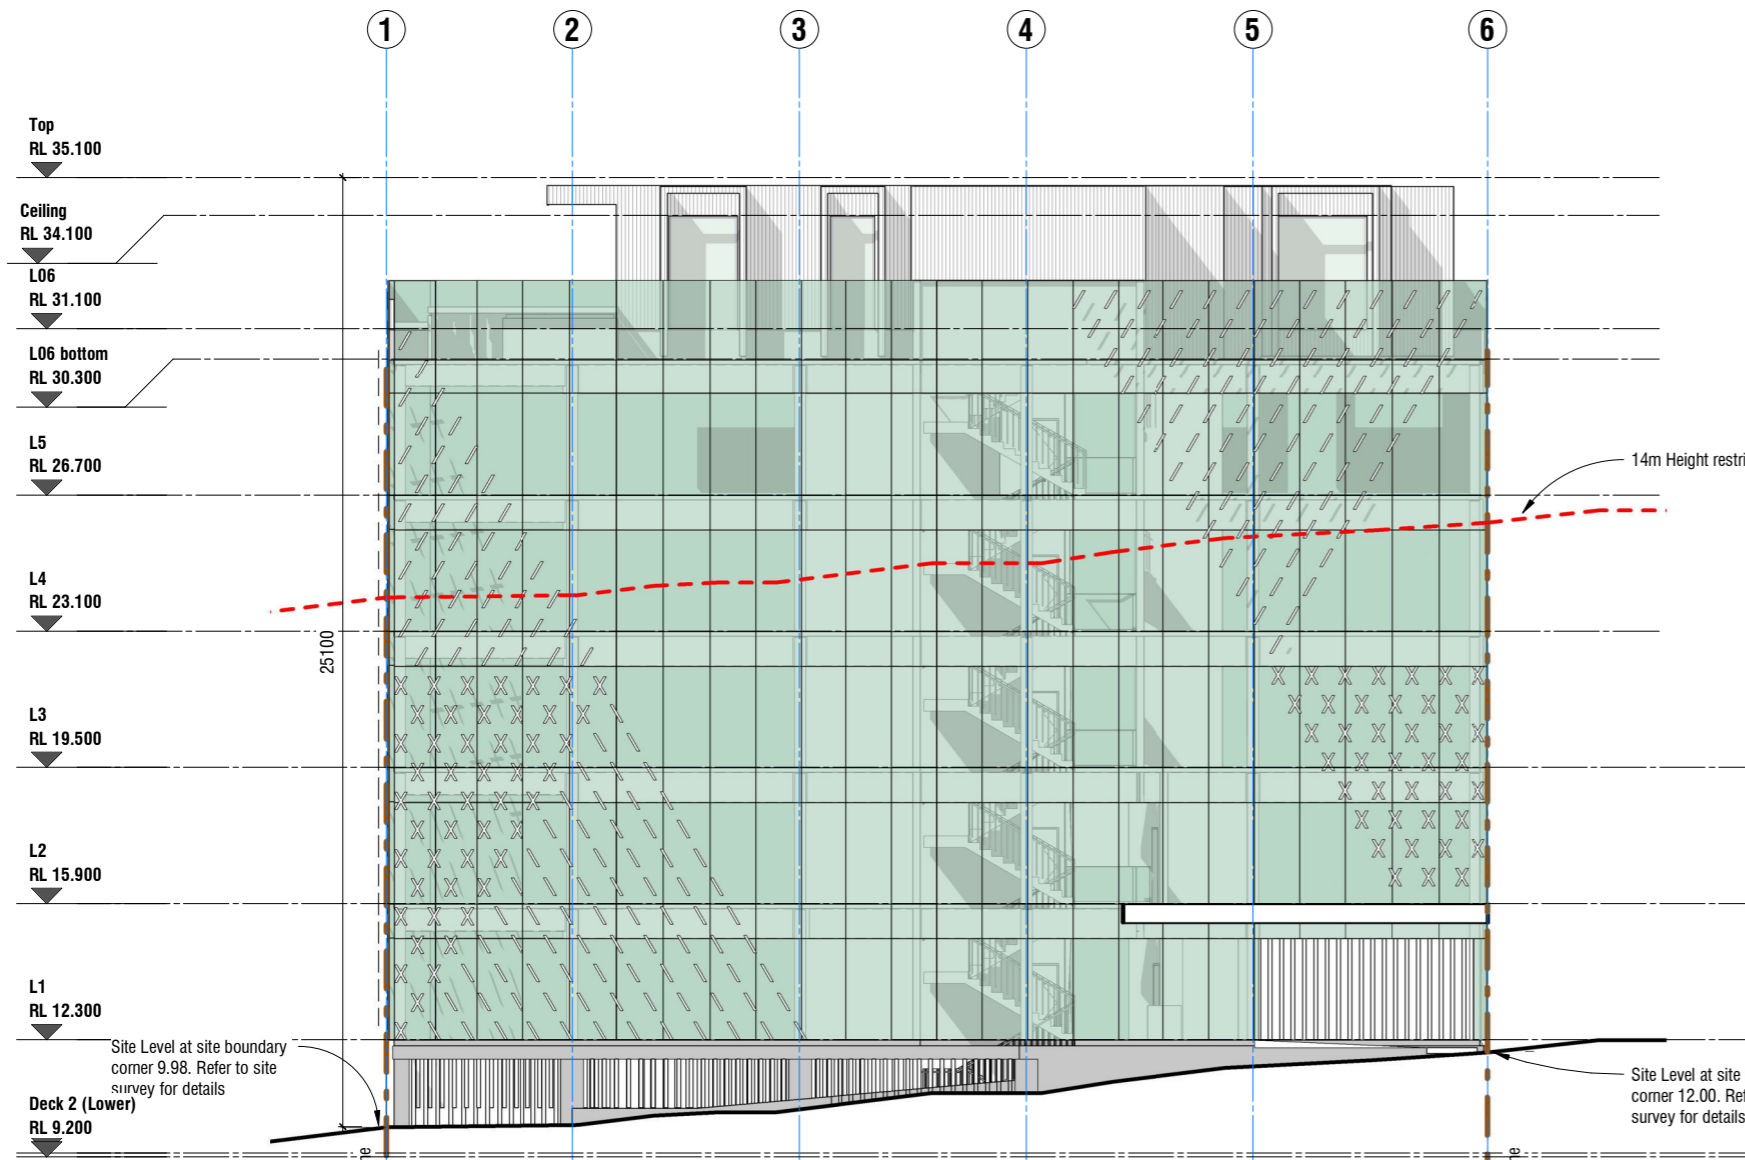 1 2 3 4 5 6
Top
RL 35.100
Ceiling
RL 34.100
L06
RL 31.100
L06 bottom
RL 30.300
L5
RL 26.700
14m Height restri
L4
RL 23.100
25100
L3
RL 19.500
L2
RL 15.900
L1
RL 12.300
Site Level at site boundary
corner 9.98. Refer to site
survey for details
Deck 2 (Lower)
RL 9.200
Site Level at site
corner 12.00. Ref
survey for details